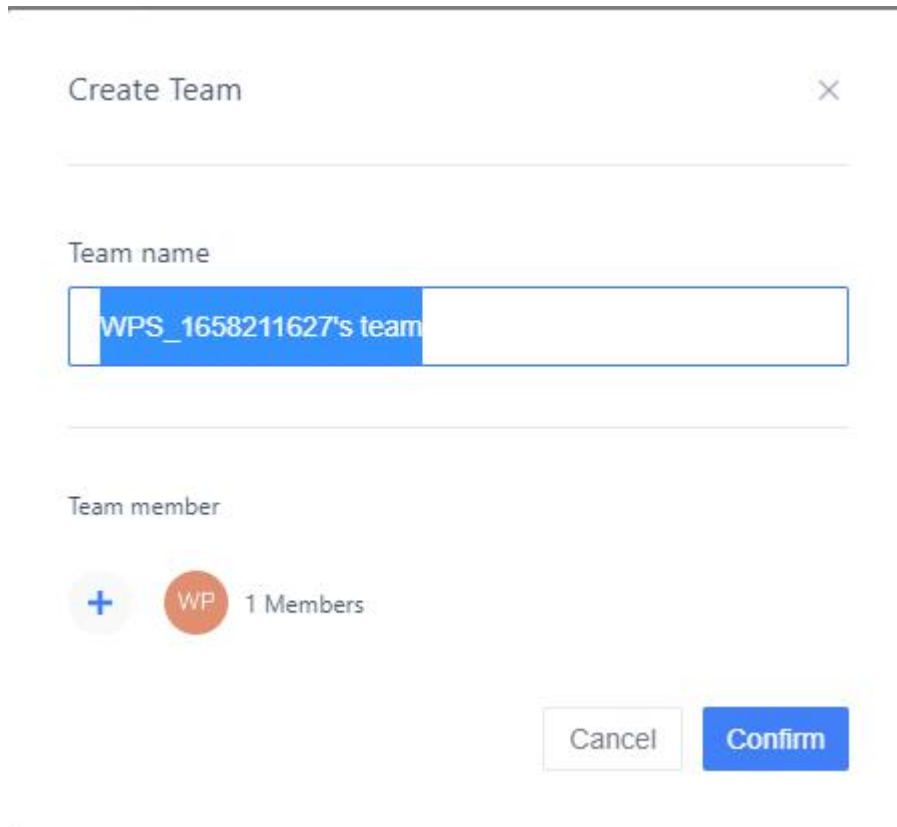 Create Team
Team name
WPS_1658211627's team
Team member
WP
1 Members
Cancel
Confirm